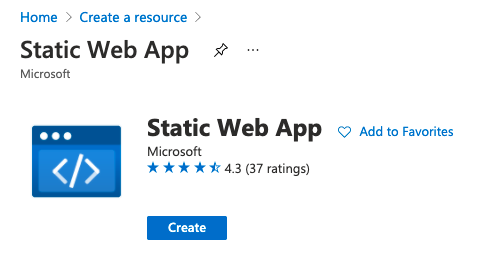 Home > Create a resource >
Static Web App ...
Microsoft
</>
Static Web App Add to Favorites
Microsoft
4.3 (37 ratings)
Create